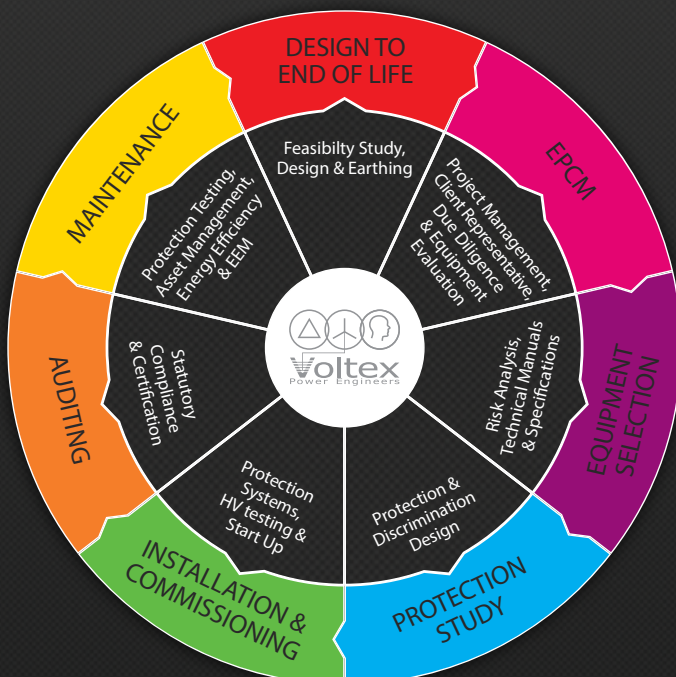 DESIGN TO
END OF LIFE
Feasibilty Study,
Design & Earthing
EPCM
Project Management,
Client Representative,
Due Diligence
& Equipment
Evaluation
EQUIPMENT
SELECTION
Risk Analysis,
Technical Manuals
& Specifications
PROTECTION
STUDY
Protection &
Discrimination
Design
INSTALLATION &
COMMISSIONING
Protection
Systems,
HV testing &
Start Up
AUDITING
Statutory
Compliance
& Certification
MAINTENANCE
Protection Testing,
Asset Management,
Energy Efficiency
& EEM
Voltex
Power Engineers